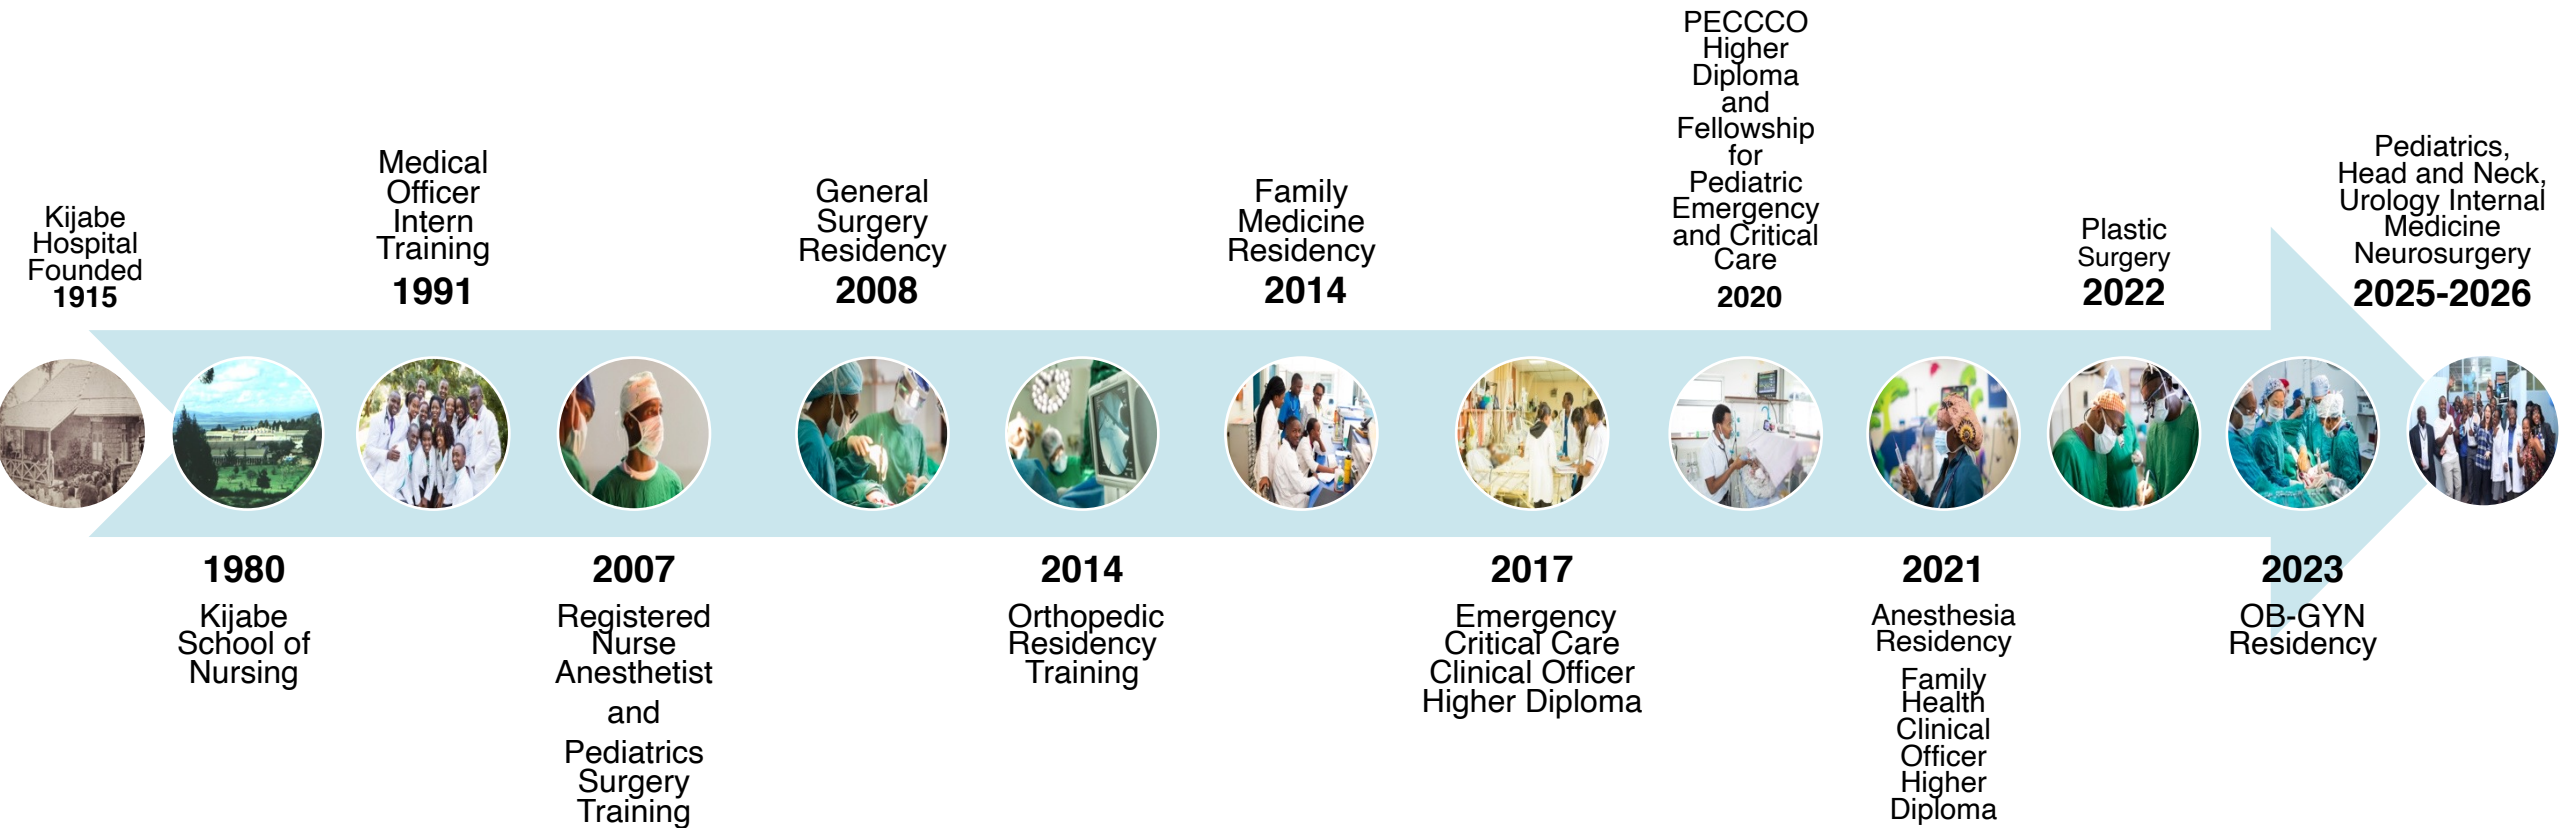 Kijabe
Hospital
Founded
1915
1980
Kijabe
School of
Nursing
Medical
Officer
Intern
Training
1991
2007
Registered
Nurse
Anesthetist
and
Pediatrics
Surgery
Training
General
Surgery
Residency
2008
2014
Orthopedic
Residency
Training
Family
Medicine
Residency
2014
2017
Emergency
Critical Care
Clinical Officer
Higher Diploma
PECCCO
Higher
Diploma
and
Fellowship
for
Pediatric
Emergency
and Critical
Care
2020
2021
Anesthesia
Residency
Family
Health
Clinical
Officer
Higher
Diploma
Plastic
Surgery
2022
2023
OB-GYN
Residency
Pediatrics,
Head and Neck,
Urology Internal
Medicine
Neurosurgery
2025-2026